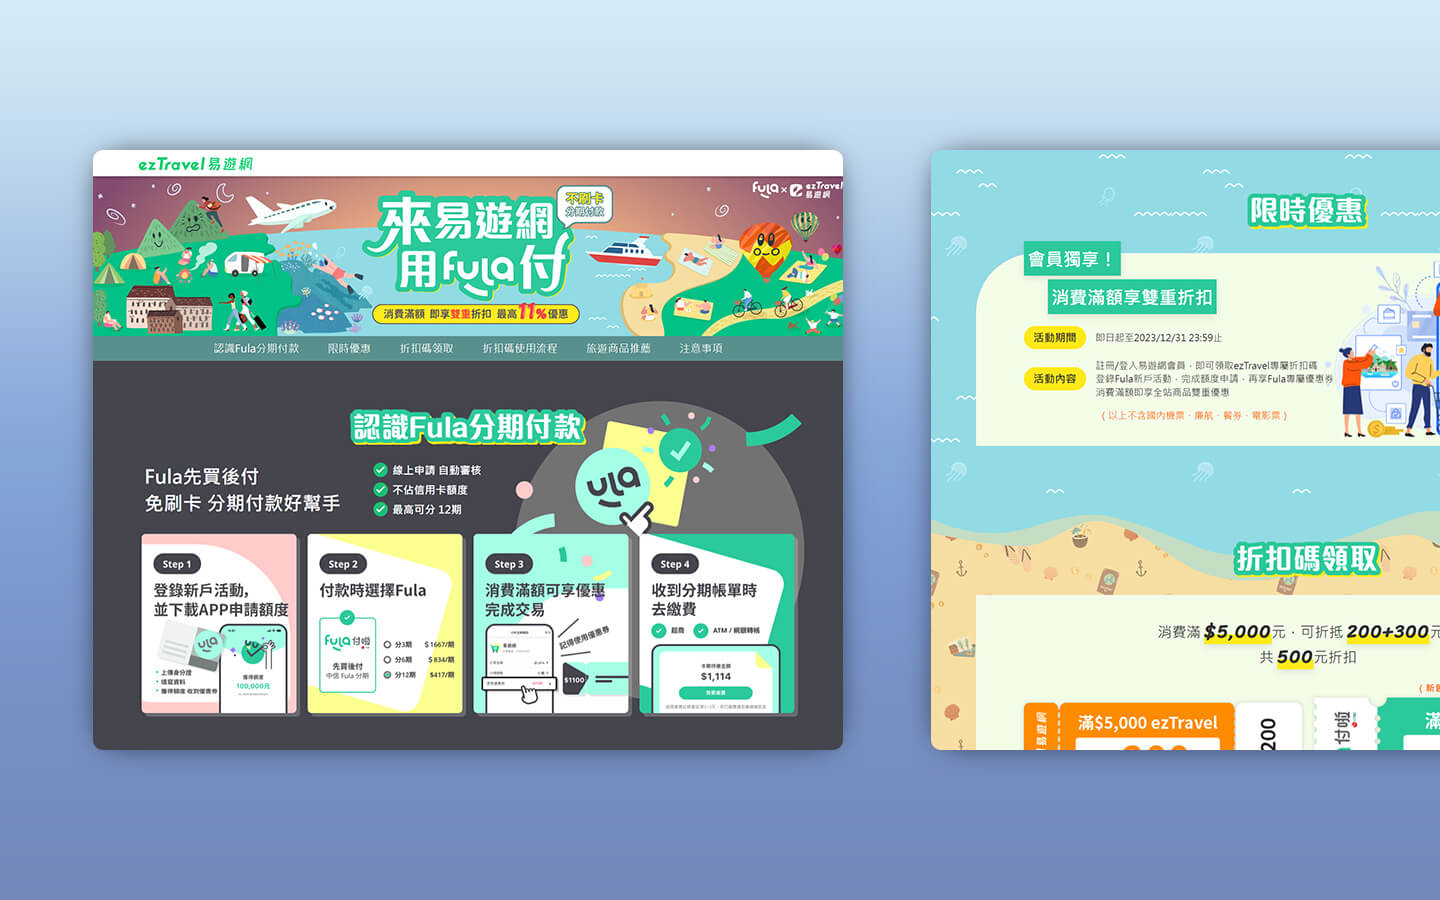 ezTravel 易遊網
不刷卡
分期付款
fula × ezTravel 易遊網
來易遊網
用fula付
消費滿額 即享雙重折扣 最高11%優惠
認識Fula分期付款
限時優惠
折扣碼領取
折扣碼使用流程
旅遊商品推薦
注意事項
認識Fula分期付款
Fula先買後付
免刷卡 分期付款好幫手
線上申請 自動審核
不佔信用卡額度
最高可分 12期
ula
Step 1
登錄新戶活動,
並下載APP申請額度
ula
獲得額度
100,000元
上傳身分證
填寫資料
獲得額度 收到優惠券
Step 2
付款時選擇Fula
fula付啦
先買後付
中信 Fula 分期
分3期 $1667/期
分6期 $834/期
分12期 $417/期
Step 3
消費滿額可享優惠
完成交易
易遊網
記得使用優惠券
$1100
Step 4
收到分期帳單時
去繳費
超商
ATM / 網銀轉帳
本期待繳金額
$1,114
限時優惠
會員獨享！
消費滿額享雙重折扣
活動期間
即日起至2023/12/31 23:59止
活動內容
註冊/登入易遊網會員，即可領取ezTravel專屬折扣碼
登錄Fula新戶活動，完成額度申請，再享Fula專屬優惠券
消費滿額即享全站商品雙重優惠
（以上不含國內機票、廉航、餐券、電影票）
折扣碼領取
消費滿 $5,000元，可折抵 200+300元
共 500元折扣
滿$5,000 ezTravel
200
付啦
滿